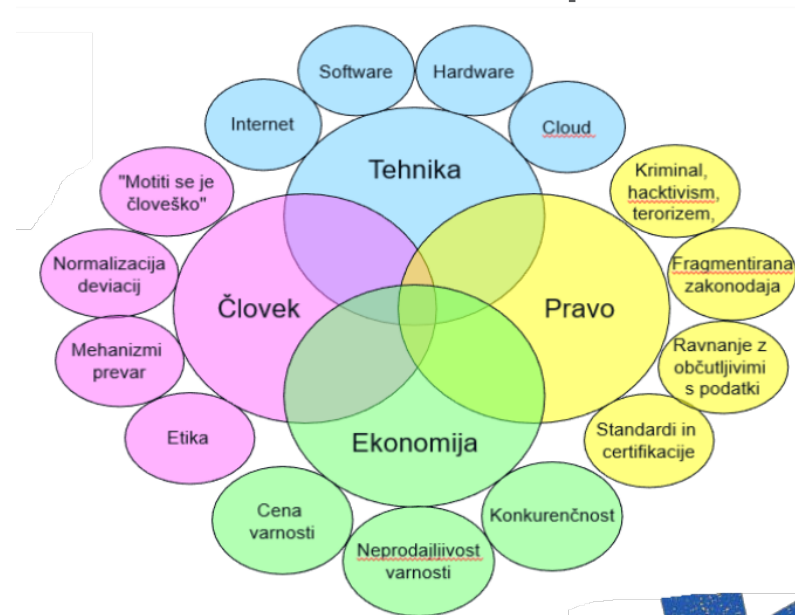 Software
Hardware
Internet
Cloud
Tehnika
Kriminal,
hacktivism,
terorizem,
"Motiti se je
človeško"
Fragmentirana
zakonodaja
Normalizacija
deviacij
Človek
Pravo
Ravnanje z
občutljivimi
s podatki
Mehanizmi
prevar
Standardi in
certifikacije
Etika
Ekonomija
Cena
varnosti
Konkurenčnost
Neprodajljivost
varnosti